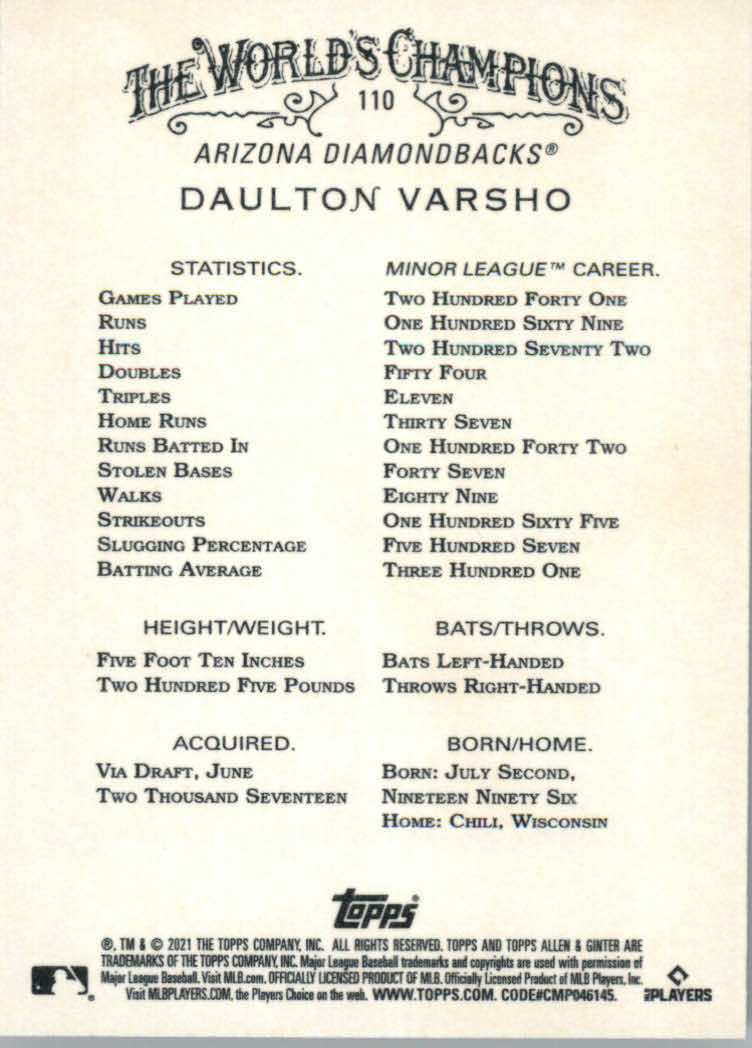 THE WORLD'S CHAMPIONS
110
ARIZONA DIAMONDBACKS®
DAULTON VARSHO
STATISTICS. MINOR LEAGUE™ CAREER.
GAMES PLAYED TWO HUNDRED FORTY ONE
RUNS ONE HUNDRED SIXTY NINE
HITS TWO HUNDRED SEVENTY TWO
DOUBLES FIFTY FOUR
TRIPLES ELEVEN
HOME RUNS THIRTY SEVEN
RUNS BATTED IN ONE HUNDRED FORTY TWO
STOLEN BASES FORTY SEVEN
WALKS EIGHTY NINE
STRIKEOUTS ONE HUNDRED SIXTY FIVE
SLUGGING PERCENTAGE FIVE HUNDRED SEVEN
BATTING AVERAGE THREE HUNDRED ONE
HEIGHT/WEIGHT.
FIVE FOOT TEN INCHES
TWO HUNDRED FIVE POUNDS
BATS/THROWS.
BATS LEFT-HANDED
THROWS RIGHT-HANDED
ACQUIRED.
VIA DRAFT, JUNE
TWO THOUSAND SEVENTEEN
BORN/HOME.
BORN: JULY SECOND,
NINETEEN NINETY SIX
HOME: CHILI, WISCONSIN
topps®
®, TM & © 2021 THE TOPPS COMPANY, INC. ALL RIGHTS RESERVED. TOPPS AND TOPPS ALLEN & GINTER ARE
TRADEMARKS OF THE TOPPS COMPANY, INC. Major League Baseball trademarks and copyrights are used with permission of
Major League Baseball. Visit MLB.com. OFFICIALLY LICENSED PRODUCT OF MLB. Officially Licensed Product of MLB Players, Inc.
Visit MLBPLAYERS.COM, the Players Choice on the web. WWW.TOPPS.COM. CODE#CMP046145.
MLB PLAYERS